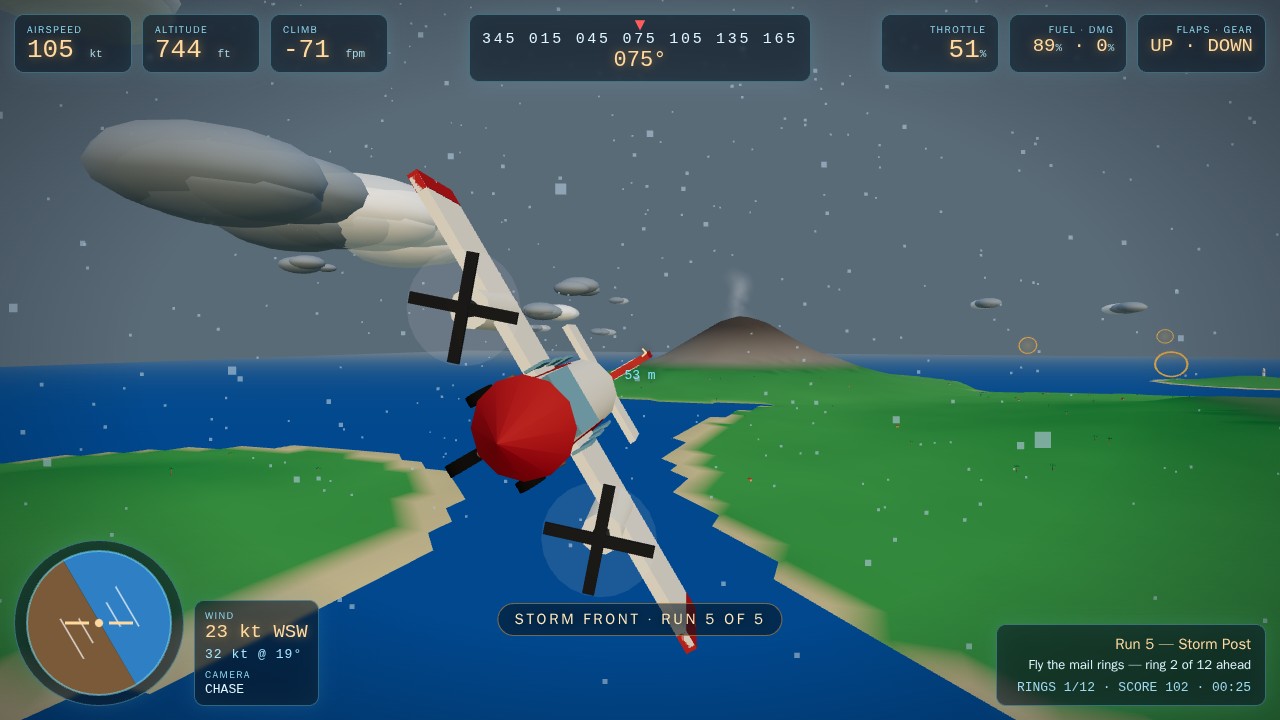 AIRSPEED
105 kt
ALTITUDE
744 ft
CLIMB
-71 fpm
345 015 045 075 105 135 165
075°
THROTTLE
51%
FUEL · DMG
89% · 0%
FLAPS · GEAR
UP · DOWN
53 m
WIND
23 kt WSW
32 kt @ 19°
CAMERA
CHASE
STORM FRONT · RUN 5 OF 5
Run 5 — Storm Post
Fly the mail rings — ring 2 of 12 ahead
RINGS 1/12 · SCORE 102 · 00:25